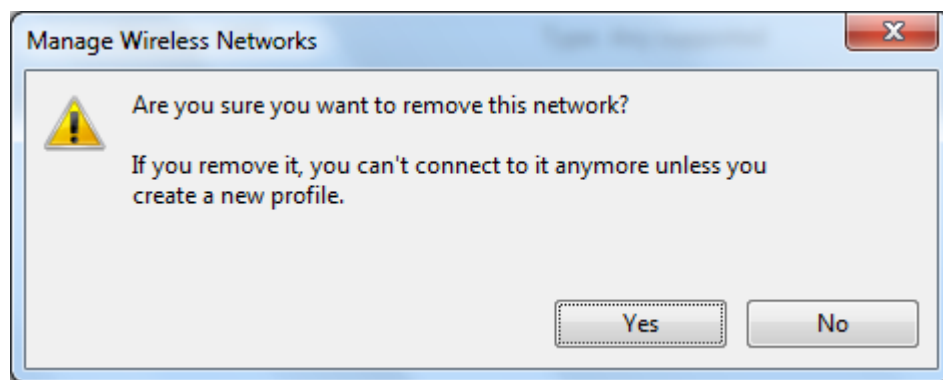 Manage Wireless Networks
Are you sure you want to remove this network?
If you remove it, you can't connect to it anymore unless you
create a new profile.
Yes
No